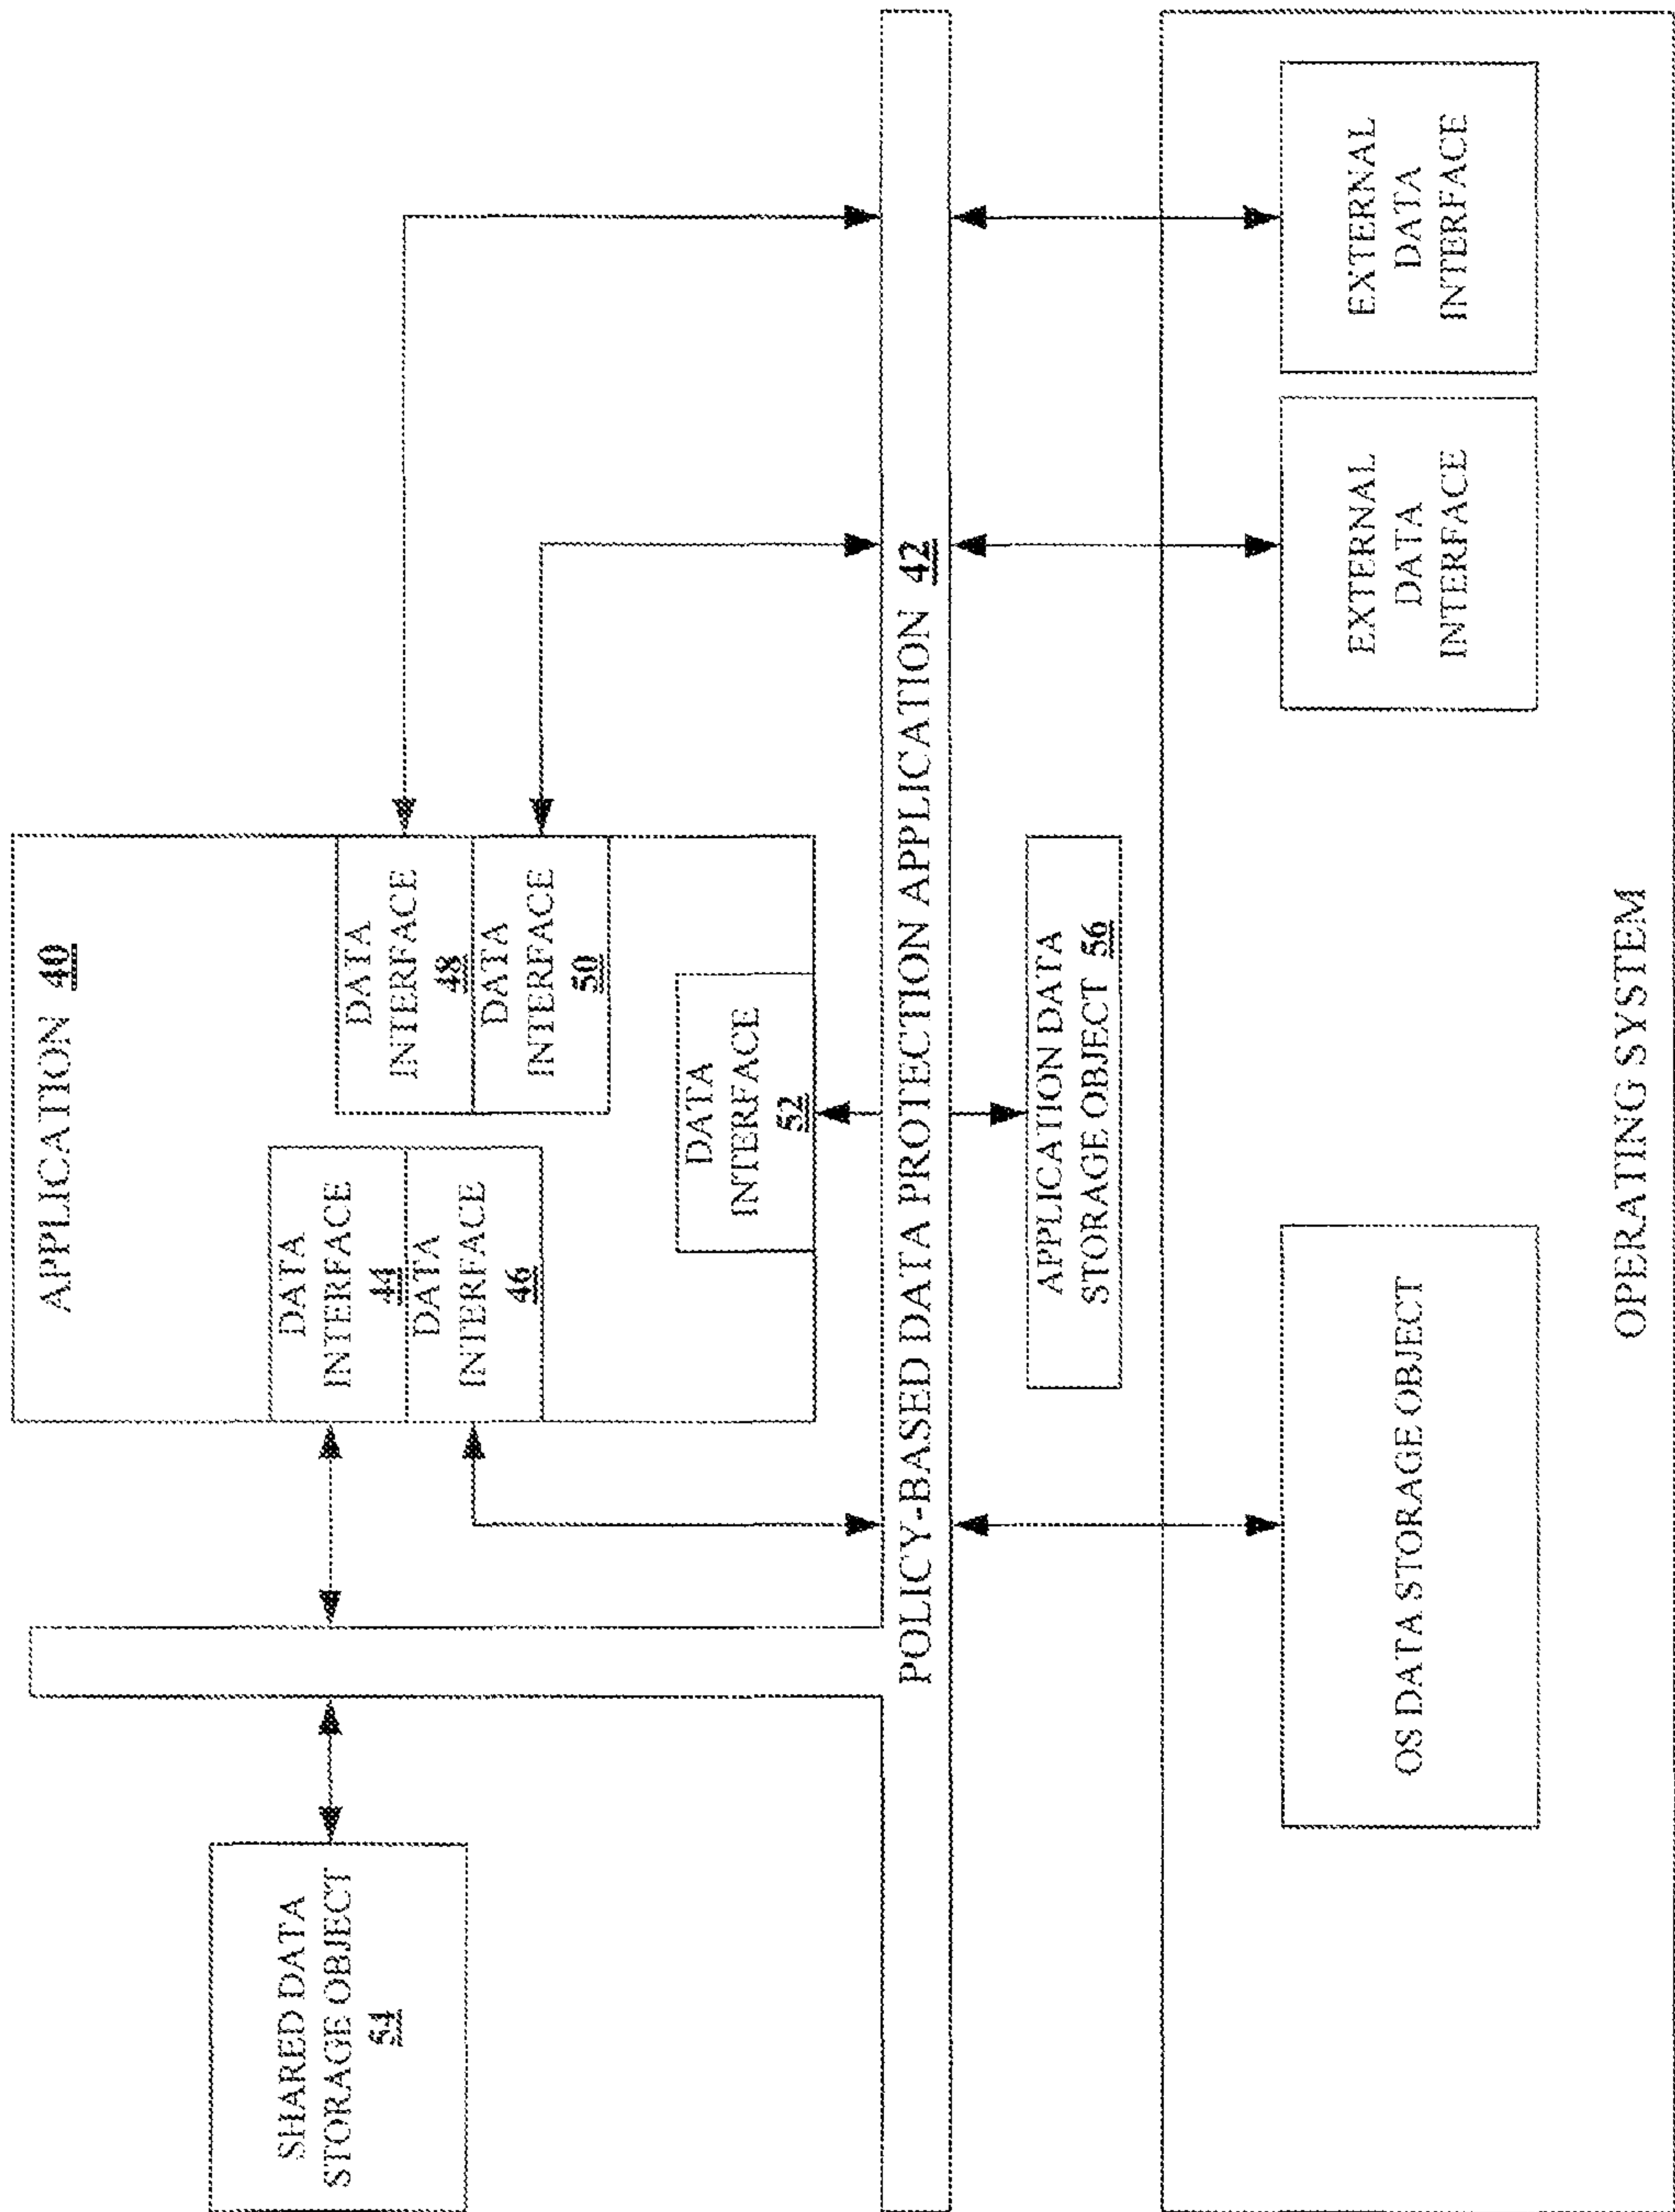 APPLICATION 40
SHARED DATA
STORAGE OBJECT
54
DATA
INTERFACE
44
DATA
INTERFACE
46
DATA
INTERFACE
48
DATA
INTERFACE
50
DATA
INTERFACE
52
POLICY-BASED DATA PROTECTION APPLICATION 42
APPLICATION DATA
STORAGE OBJECT 56
OS DATA STORAGE OBJECT
EXTERNAL
DATA
INTERFACE
EXTERNAL
DATA
INTERFACE
OPERATING SYSTEM